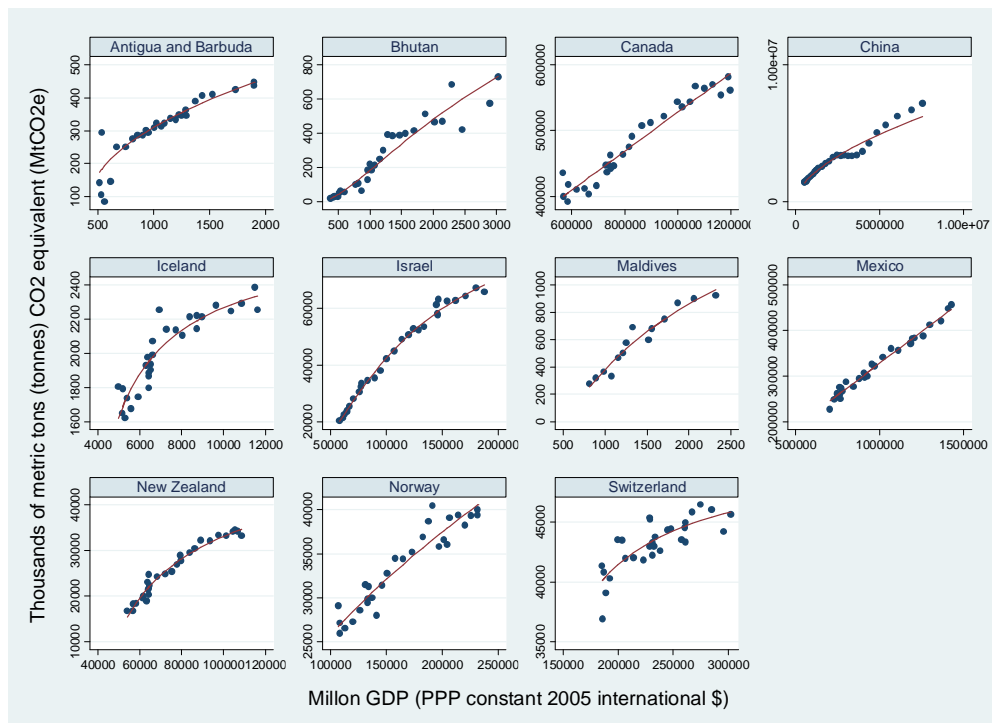 Thousands of metric tons (tonnes) CO2 equivalent (MtCO2e)
Antigua and Barbuda
0 100 200 300 400 500
500 1000 1500 2000
Bhutan
0 200 400 600 800
500 1000 1500 2000 2500 3000
Canada
400000 500000 600000
600000 800000 1000000 1200000
China
0 1.00e+07
0 5000000 1.00e+07
Iceland
1600 1800 2000 2200 2400
4000 6000 8000 10000 12000
Israel
20000 40000 60000
50000 100000 150000 200000
Maldives
0 200 400 600 800 1000
500 1000 1500 2000 2500
Mexico
200000 300000 400000 500000
500000 1000000 1500000
New Zealand
10000 20000 30000 40000
40000 60000 80000 100000 120000
Norway
25000 30000 35000 40000
100000 150000 200000 250000
Switzerland
35000 40000 45000
150000 200000 250000 300000
Millon GDP (PPP constant 2005 international $)